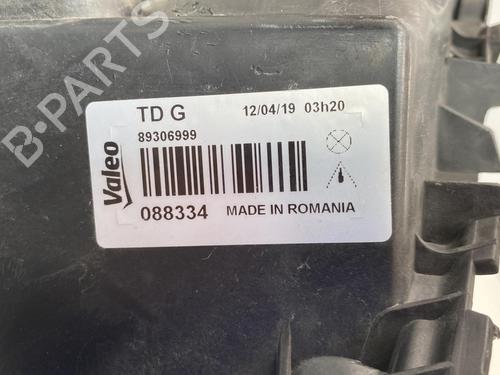 TD G 12/04/19 03h20
89306999
Valeo
088334 MADE IN ROMANIA
B-PARTS